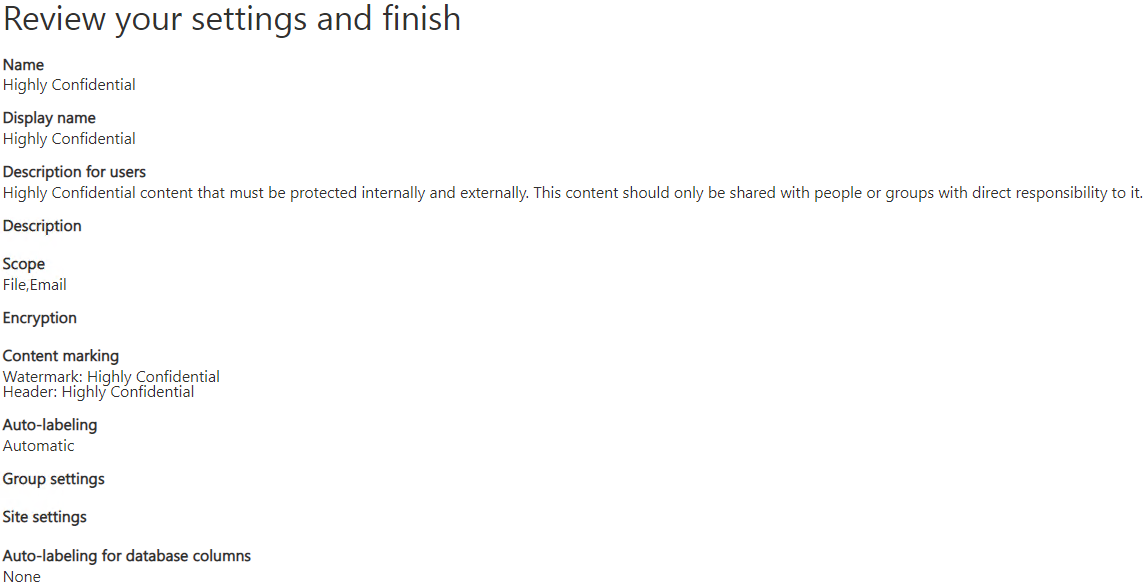 Review your settings and finish
Name
Highly Confidential
Display name
Highly Confidential
Description for users
Highly Confidential content that must be protected internally and externally. This content should only be shared with people or groups with direct responsibility to it.
Description
Scope
File,Email
Encryption
Content marking
Watermark: Highly Confidential
Header: Highly Confidential
Auto-labeling
Automatic
Group settings
Site settings
Auto-labeling for database columns
None